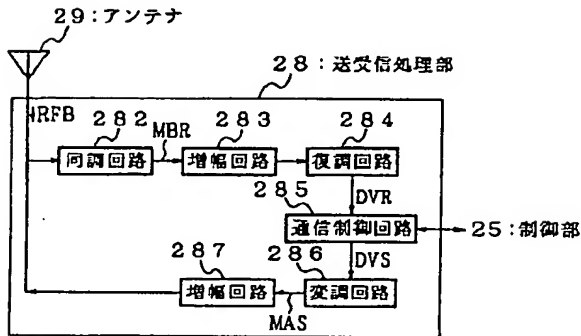 29:アンテナ
28:送受信処理部
RFB
282
MBR
283
284
同調回路
増幅回路
復調回路
285
DVR
通信制御回路
25:制御部
287
286
DVS
増幅回路
変調回路
MAS